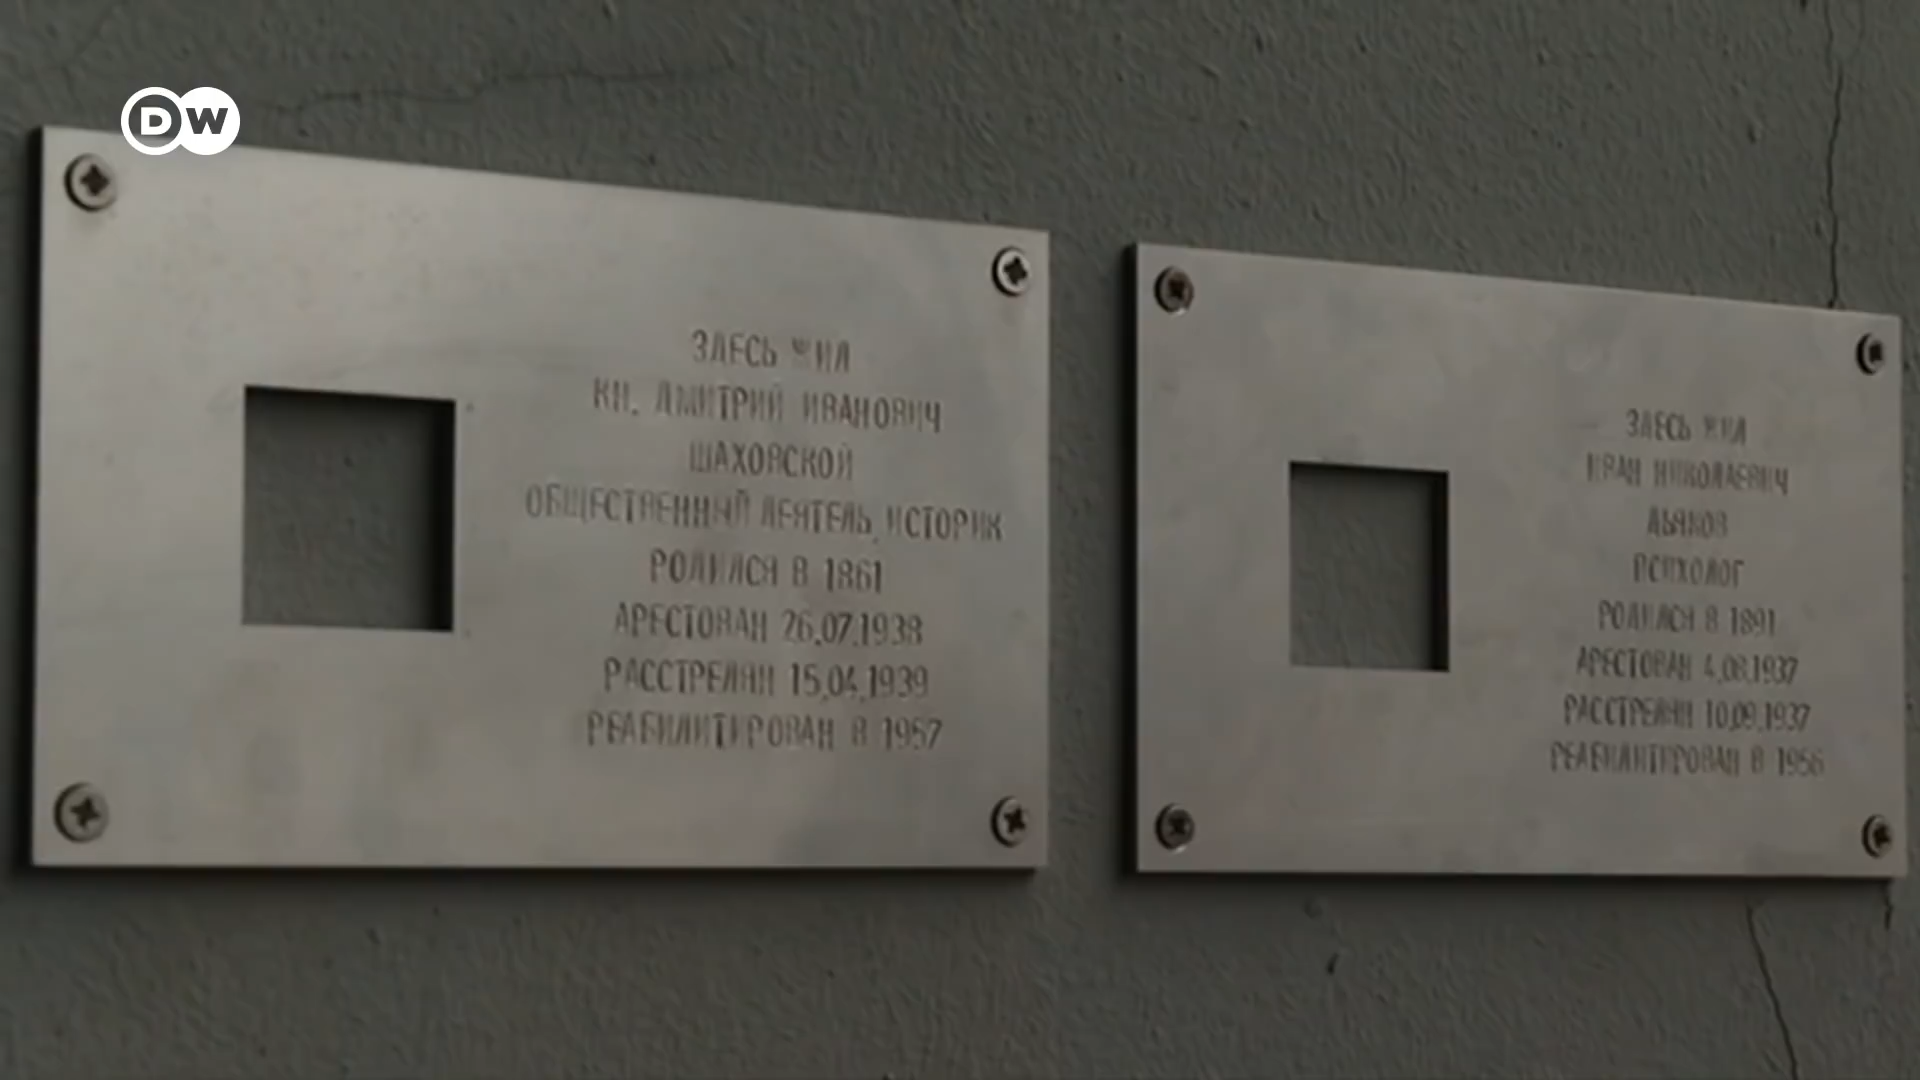 DW
ЗДЕСЬ ЖИЛ
КН. ДМИТРИЙ ИВАНОВИЧ
ШАХОВСКОЙ
ОБЩЕСТВЕННЫЙ ДЕЯТЕЛЬ, ИСТОРИК
РОДИЛСЯ В 1861
АРЕСТОВАН 26.07.1938
РАССТРЕЛЯН 15.04.1939
РЕАБИЛИТИРОВАН В 1957
ЗДЕСЬ ЖИЛ
ИВАН НИКОЛАЕВИЧ
ДЬЯКОВ
ПСИХОЛОГ
РОДИЛСЯ В 1891
АРЕСТОВАН 4.08.1937
РАССТРЕЛЯН 10.09.1937
РЕАБИЛИТИРОВАН В 1956